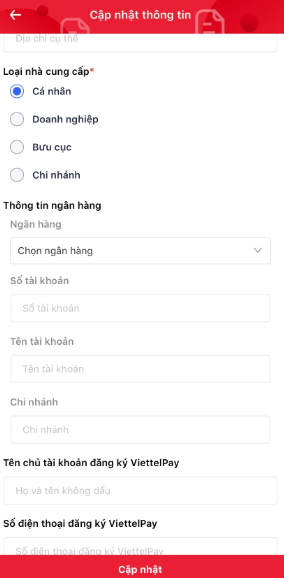 Cập nhật thông tin
Địa chỉ cụ thể
Loại nhà cung cấp*
Cá nhân
Doanh nghiệp
Bưu cục
Chi nhánh
Thông tin ngân hàng
Ngân hàng
Chọn ngân hàng
Số tài khoản
Số tài khoản
Tên tài khoản
Tên tài khoản
Chi nhánh
Chi nhánh
Tên chủ tài khoản đăng ký ViettelPay
Họ và tên không dấu
Số điện thoại đăng ký ViettelPay
Số điện thoại đăng ký ViettelPay
Cập nhật